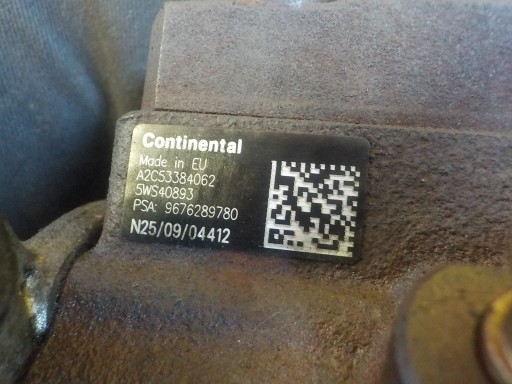 Continental
Made in EU
A2C53384062
5WS40893
PSA: 9676289780
N25/09/04412